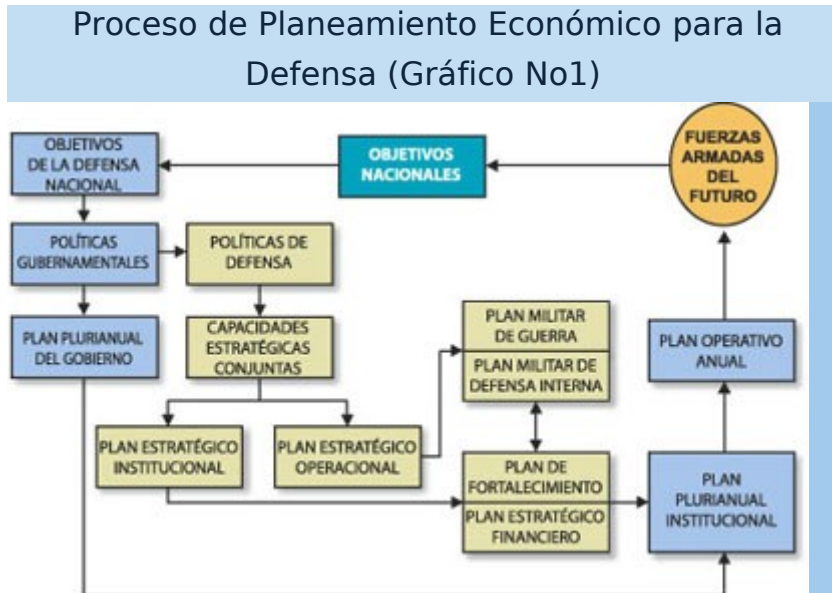 Proceso de Planeamiento Económico para la
Defensa (Gráfico No1)
OBJETIVOS
DE LA DEFENSA
NACIONAL
OBJETIVOS
NACIONALES
FUERZAS
ARMADAS
DEL
FUTURO
POLÍTICAS
GUBERNAMENTALES
POLÍTICAS DE
DEFENSA
PLAN PLURIANUAL
DEL GOBIERNO
CAPACIDADES
ESTRATÉGICAS
CONJUNTAS
PLAN MILITAR
DE GUERRA
PLAN MILITAR DE
DEFENSA INTERNA
PLAN OPERATIVO
ANUAL
PLAN ESTRATÉGICO
INSTITUCIONAL
PLAN ESTRATÉGICO
OPERACIONAL
PLAN DE
FORTALECIMIENTO
PLAN ESTRATÉGICO
FINANCIERO
PLAN
PLURIANUAL
INSTITUCIONAL